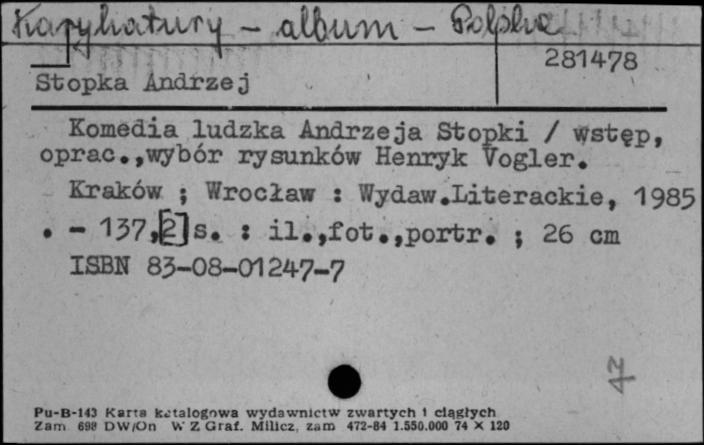 Karykatury - album - Polska
281478
Stopka Andrzej
Komedia ludzka Andrzeja Stopki / wstęp,
oprac.,wybór rysunków Henryk Vogler.
Kraków ; Wrocław : Wydaw.Literackie, 1985
. - 137,[2]s. : il.,fot.,portr. ; 26 cm
ISBN 83-08-01247-7
Pu-B-143 Karta katalogowa wydawnictw zwartych i ciągłych
Zam. 698 DW/On W Z Graf. Milicz, zam 472-84 1.550.000 74 X 120